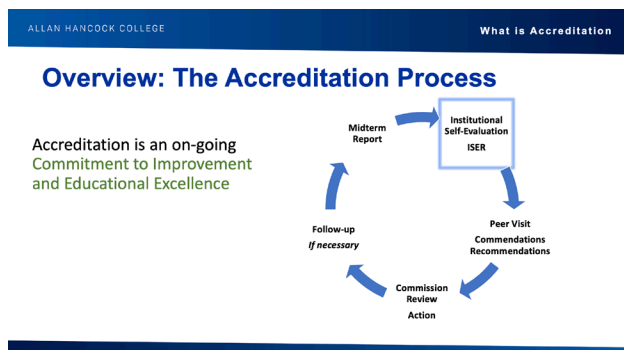 ALLAN HANCOCK COLLEGE
What is Accreditation
Overview: The Accreditation Process
Accreditation is an on-going
Commitment to Improvement
and Educational Excellence
Institutional
Self-Evaluation
ISER
Peer Visit
Commendations
Recommendations
Commission
Review
Action
Follow-up
If necessary
Midterm
Report